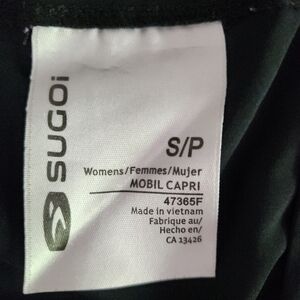 SUGOi
S/P
Womens/Femmes/Mujer
MOBIL CAPRI
47365F
Made in vietnam
Fabrique au/
Hecho en/
CA 13426